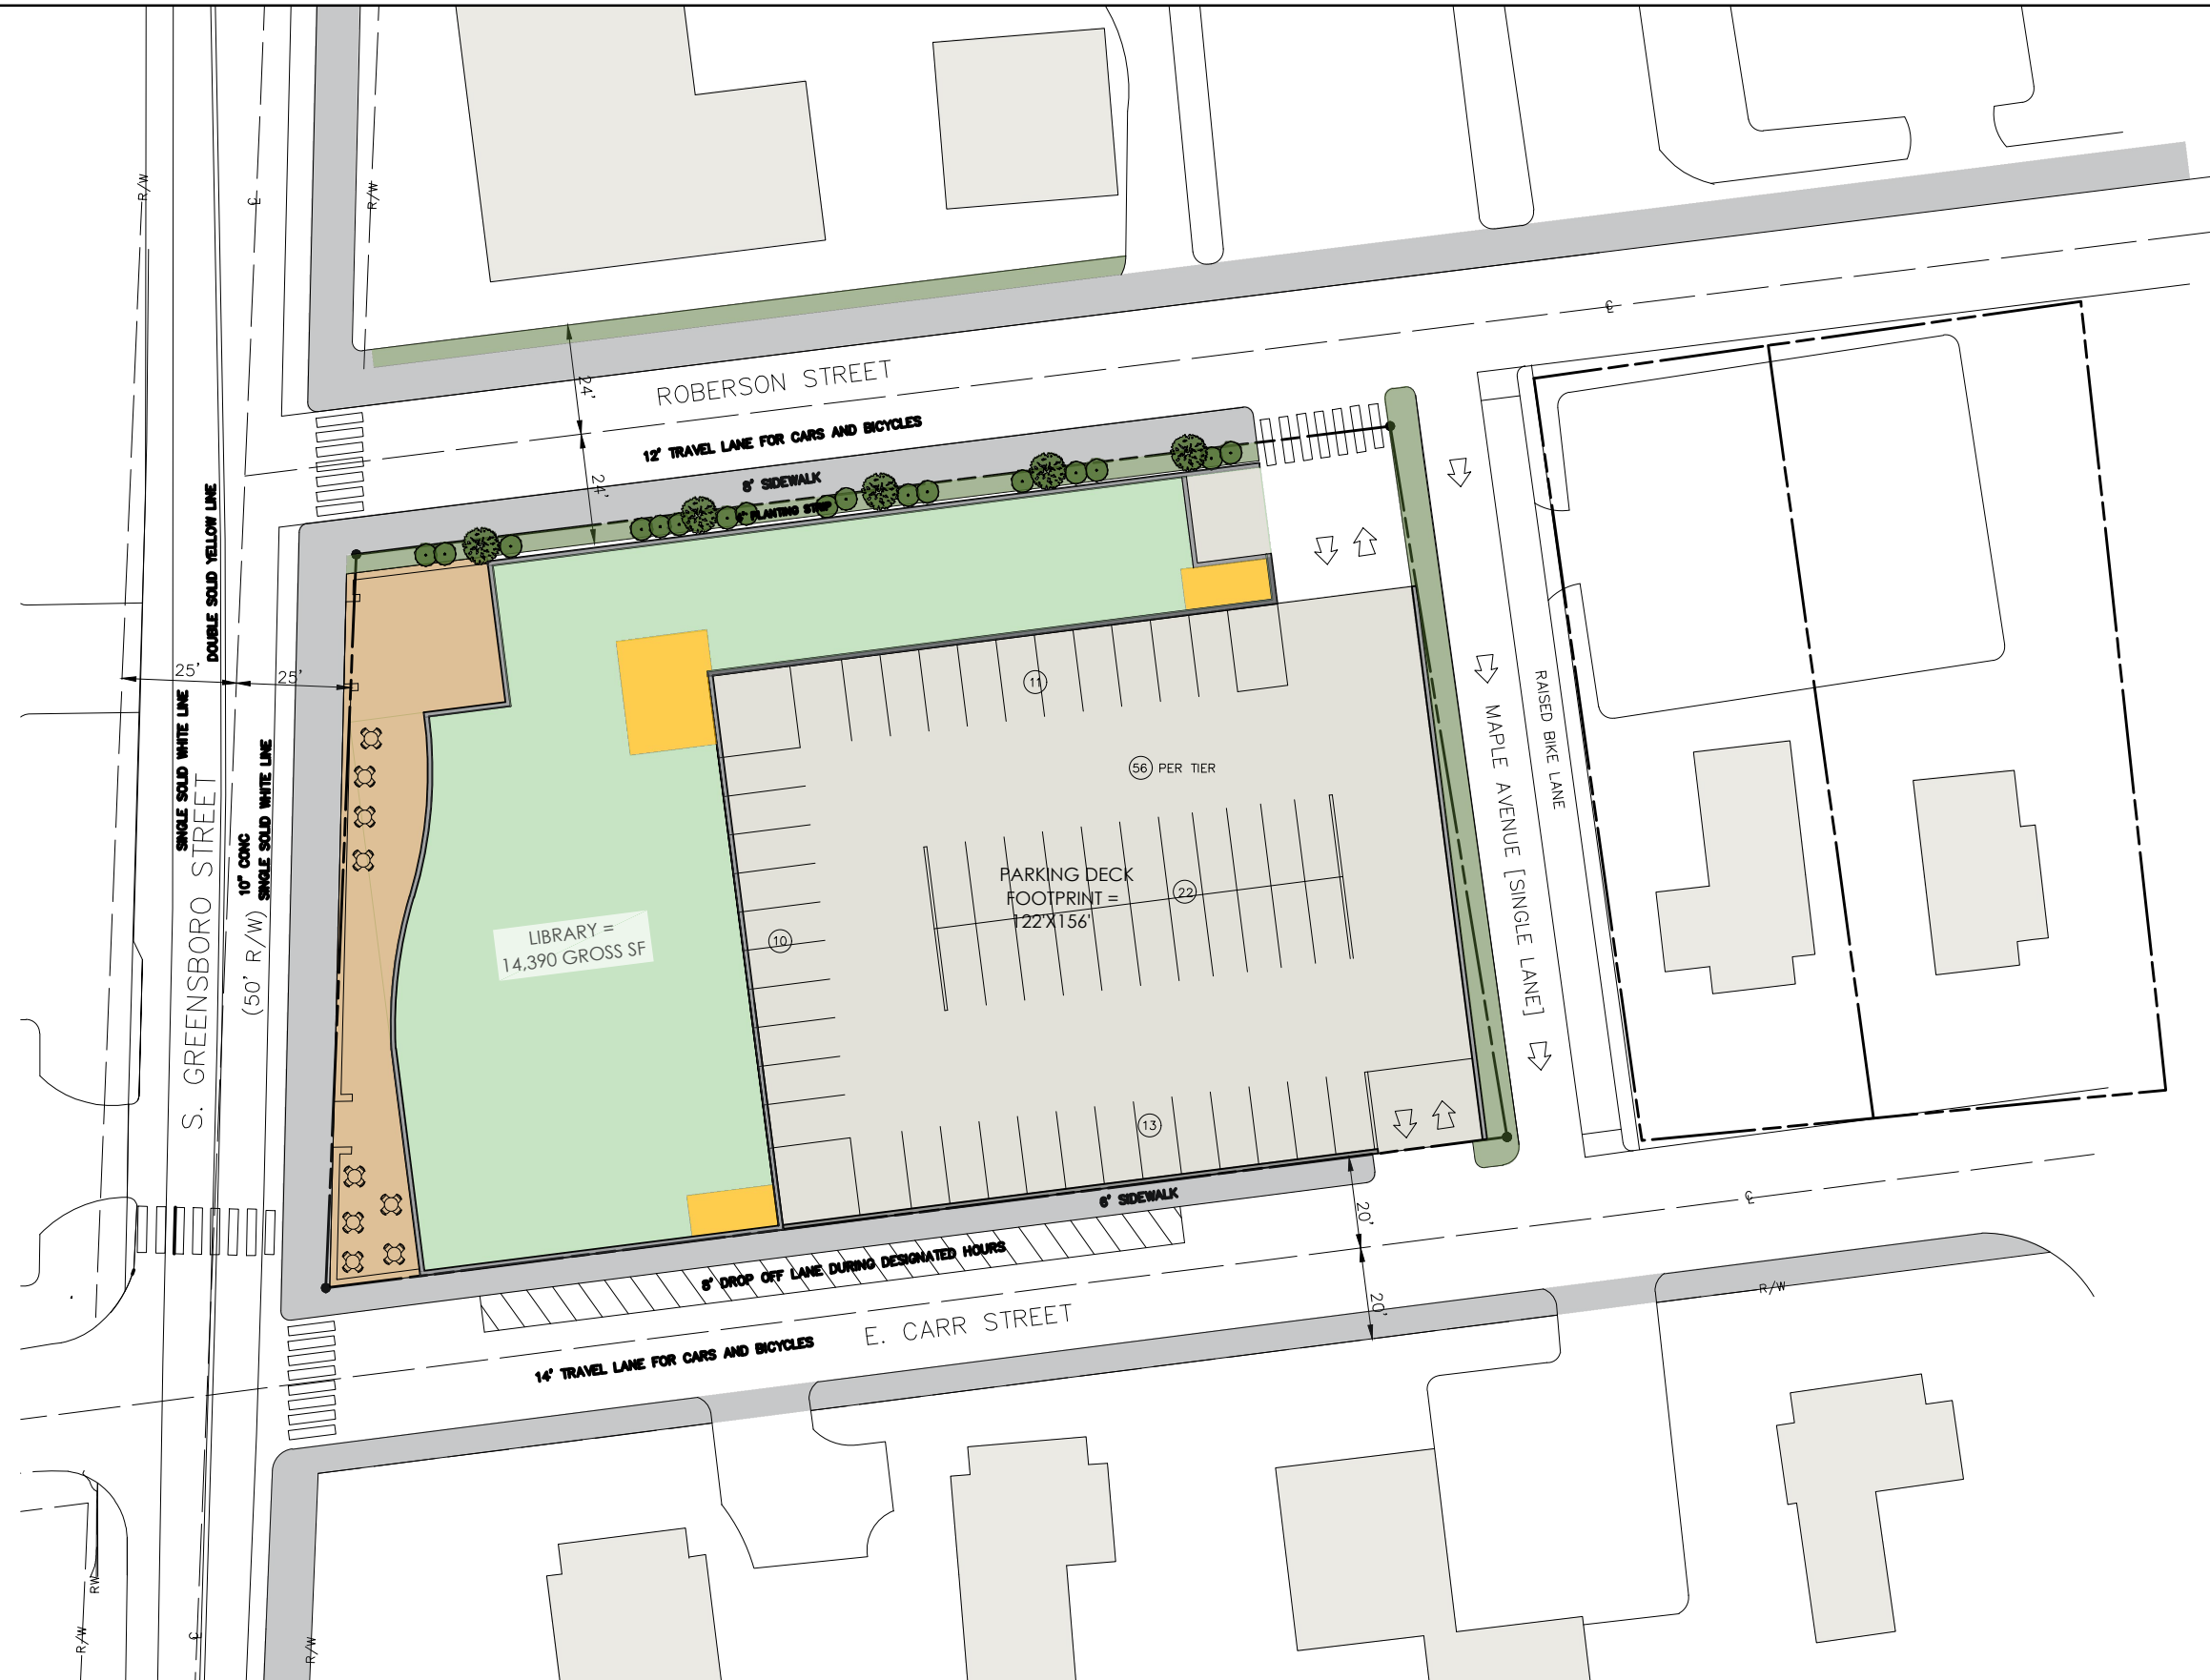 R/W
℄
R/W
ROBERSON STREET
℄
24'
24'
12' TRAVEL LANE FOR CARS AND BICYCLES
8' SIDEWALK
PLANTING STRIP
DOUBLE SOLID YELLOW LINE
25'
25'
SINGLE SOLID WHITE LINE
S. GREENSBORO STREET
10" CONC
SINGLE SOLID WHITE LINE
(50' R/W)
11
56 PER TIER
PARKING DECK
FOOTPRINT =
122'X156'
22
10
13
LIBRARY =
14,390 GROSS SF
MAPLE AVENUE [SINGLE LANE]
RAISED BIKE LANE
6' SIDEWALK
20'
20'
8' DROP OFF LANE DURING DESIGNATED HOURS
E. CARR STREET
14' TRAVEL LANE FOR CARS AND BICYCLES
℄
R/W
RW
R/W
℄
R/W